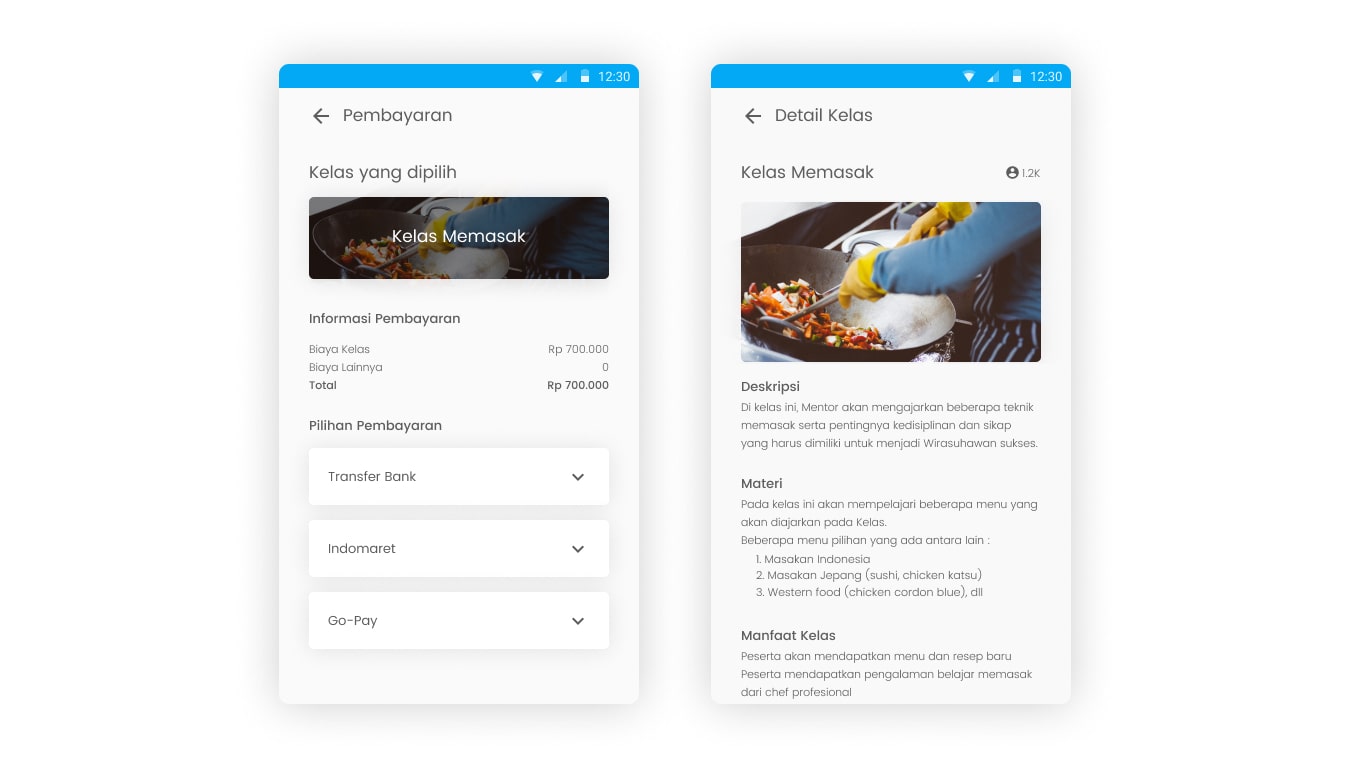 12:30
Pembayaran
Kelas yang dipilih
Kelas Memasak
Informasi Pembayaran
Biaya Kelas Rp 700.000
Biaya Lainnya 0
Total Rp 700.000
Pilihan Pembayaran
Transfer Bank
Indomaret
Go-Pay
12:30
Detail Kelas
Kelas Memasak 1.2K
Deskripsi
Di kelas ini, Mentor akan mengajarkan beberapa teknik
memasak serta pentingnya kedisiplinan dan sikap
yang harus dimiliki untuk menjadi Wirasuhawan sukses.
Materi
Pada kelas ini akan mempelajari beberapa menu yang
akan diajarkan pada Kelas.
Beberapa menu pilihan yang ada antara lain :
1. Masakan Indonesia
2. Masakan Jepang (sushi, chicken katsu)
3. Western food (chicken cordon blue), dll
Manfaat Kelas
Peserta akan mendapatkan menu dan resep baru
Peserta mendapatkan pengalaman belajar memasak
dari chef profesional